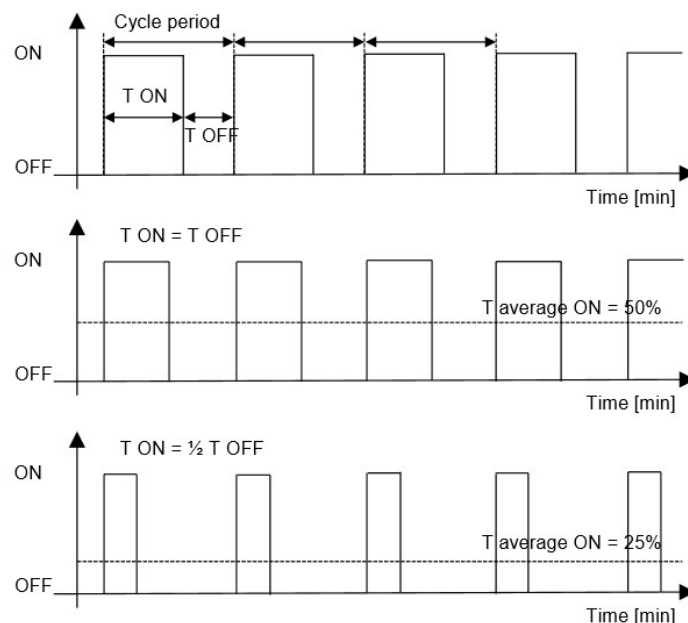 Cycle period
ON
T ON
T OFF
OFF
Time [min]
T ON = T OFF
ON
T average ON = 50%
OFF
Time [min]
T ON = ½ T OFF
ON
T average ON = 25%
OFF
Time [min]